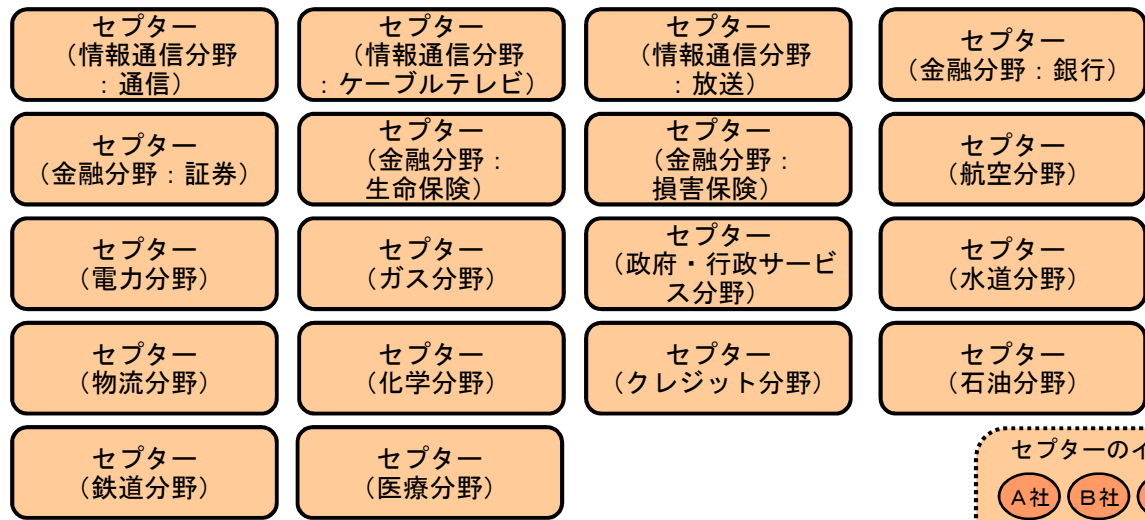 セプター
（情報通信分野
：通信）
セプター
（情報通信分野
：ケーブルテレビ）
セプター
（情報通信分野
：放送）
セプター
（金融分野：銀行）
セプター
（金融分野：証券）
セプター
（金融分野：
生命保険）
セプター
（金融分野：
損害保険）
セプター
（航空分野）
セプター
（電力分野）
セプター
（ガス分野）
セプター
（政府・行政サービ
ス分野）
セプター
（水道分野）
セプター
（物流分野）
セプター
（化学分野）
セプター
（クレジット分野）
セプター
（石油分野）
セプター
（鉄道分野）
セプター
（医療分野）
セプターのイ
A社
B社